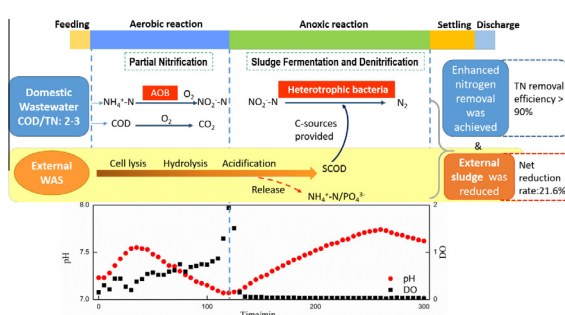 Feeding
Aerobic reaction
Anoxic reaction
Settling
Discharge
Partial Nitrification
Sludge Fermentation and Denitrification
Domestic
Wastewater
COD/TN: 2-3
NH₄⁺-N
AOB
O₂
NO₂⁻-N
COD
O₂
CO₂
NO₂⁻-N
Heterotrophic bacteria
N₂
C-sources
provided
Enhanced
nitrogen
removal
was
achieved
TN removal
efficiency >
90%
&
External
WAS
Cell lysis
Hydrolysis
Acidification
SCOD
Release
NH₄⁺-N/PO₄³⁻
External
sludge was
reduced
Net
reduction
rate:21.6%
8.0
7.5
7.0
pH
2
1
0
DO
pH
DO
0
100
200
300
Time/min